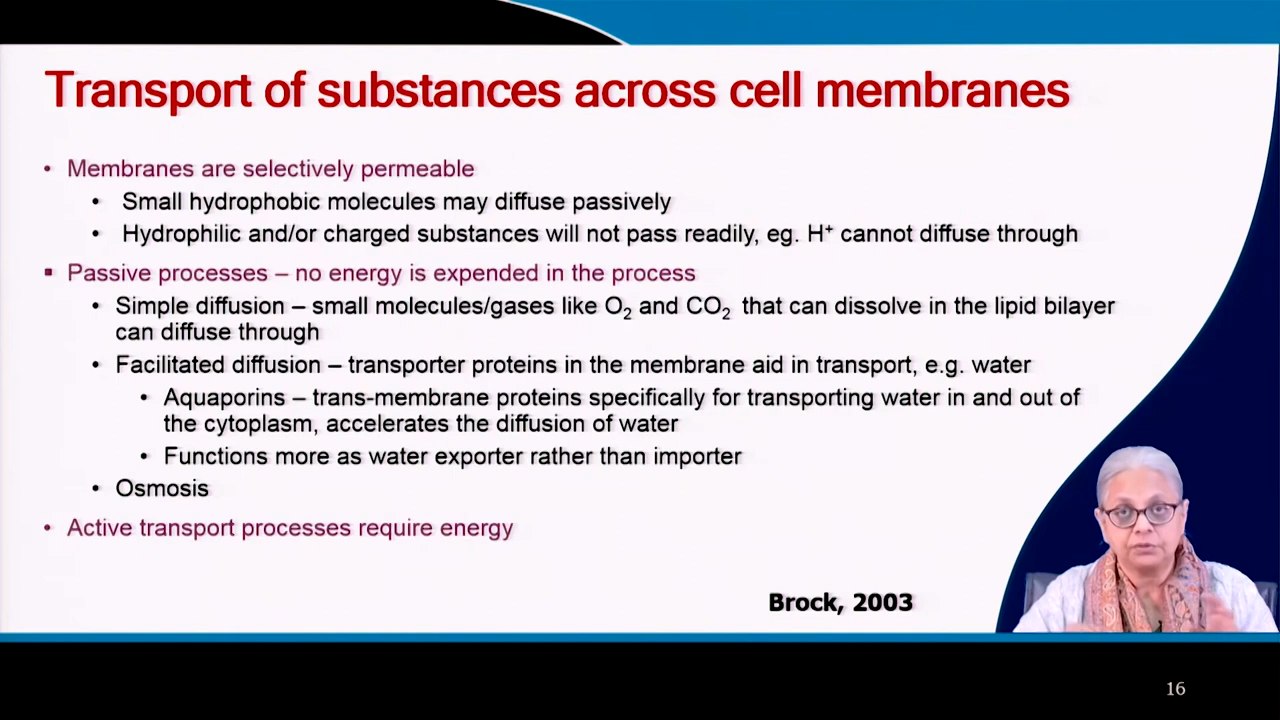 Transport of substances across cell membranes
• Membranes are selectively permeable
• Small hydrophobic molecules may diffuse passively
• Hydrophilic and/or charged substances will not pass readily, eg. H⁺ cannot diffuse through
▪ Passive processes – no energy is expended in the process
• Simple diffusion – small molecules/gases like O₂ and CO₂ that can dissolve in the lipid bilayer
can diffuse through
• Facilitated diffusion – transporter proteins in the membrane aid in transport, e.g. water
• Aquaporins – trans-membrane proteins specifically for transporting water in and out of
the cytoplasm, accelerates the diffusion of water
• Functions more as water exporter rather than importer
• Osmosis
• Active transport processes require energy
Brock, 2003
16